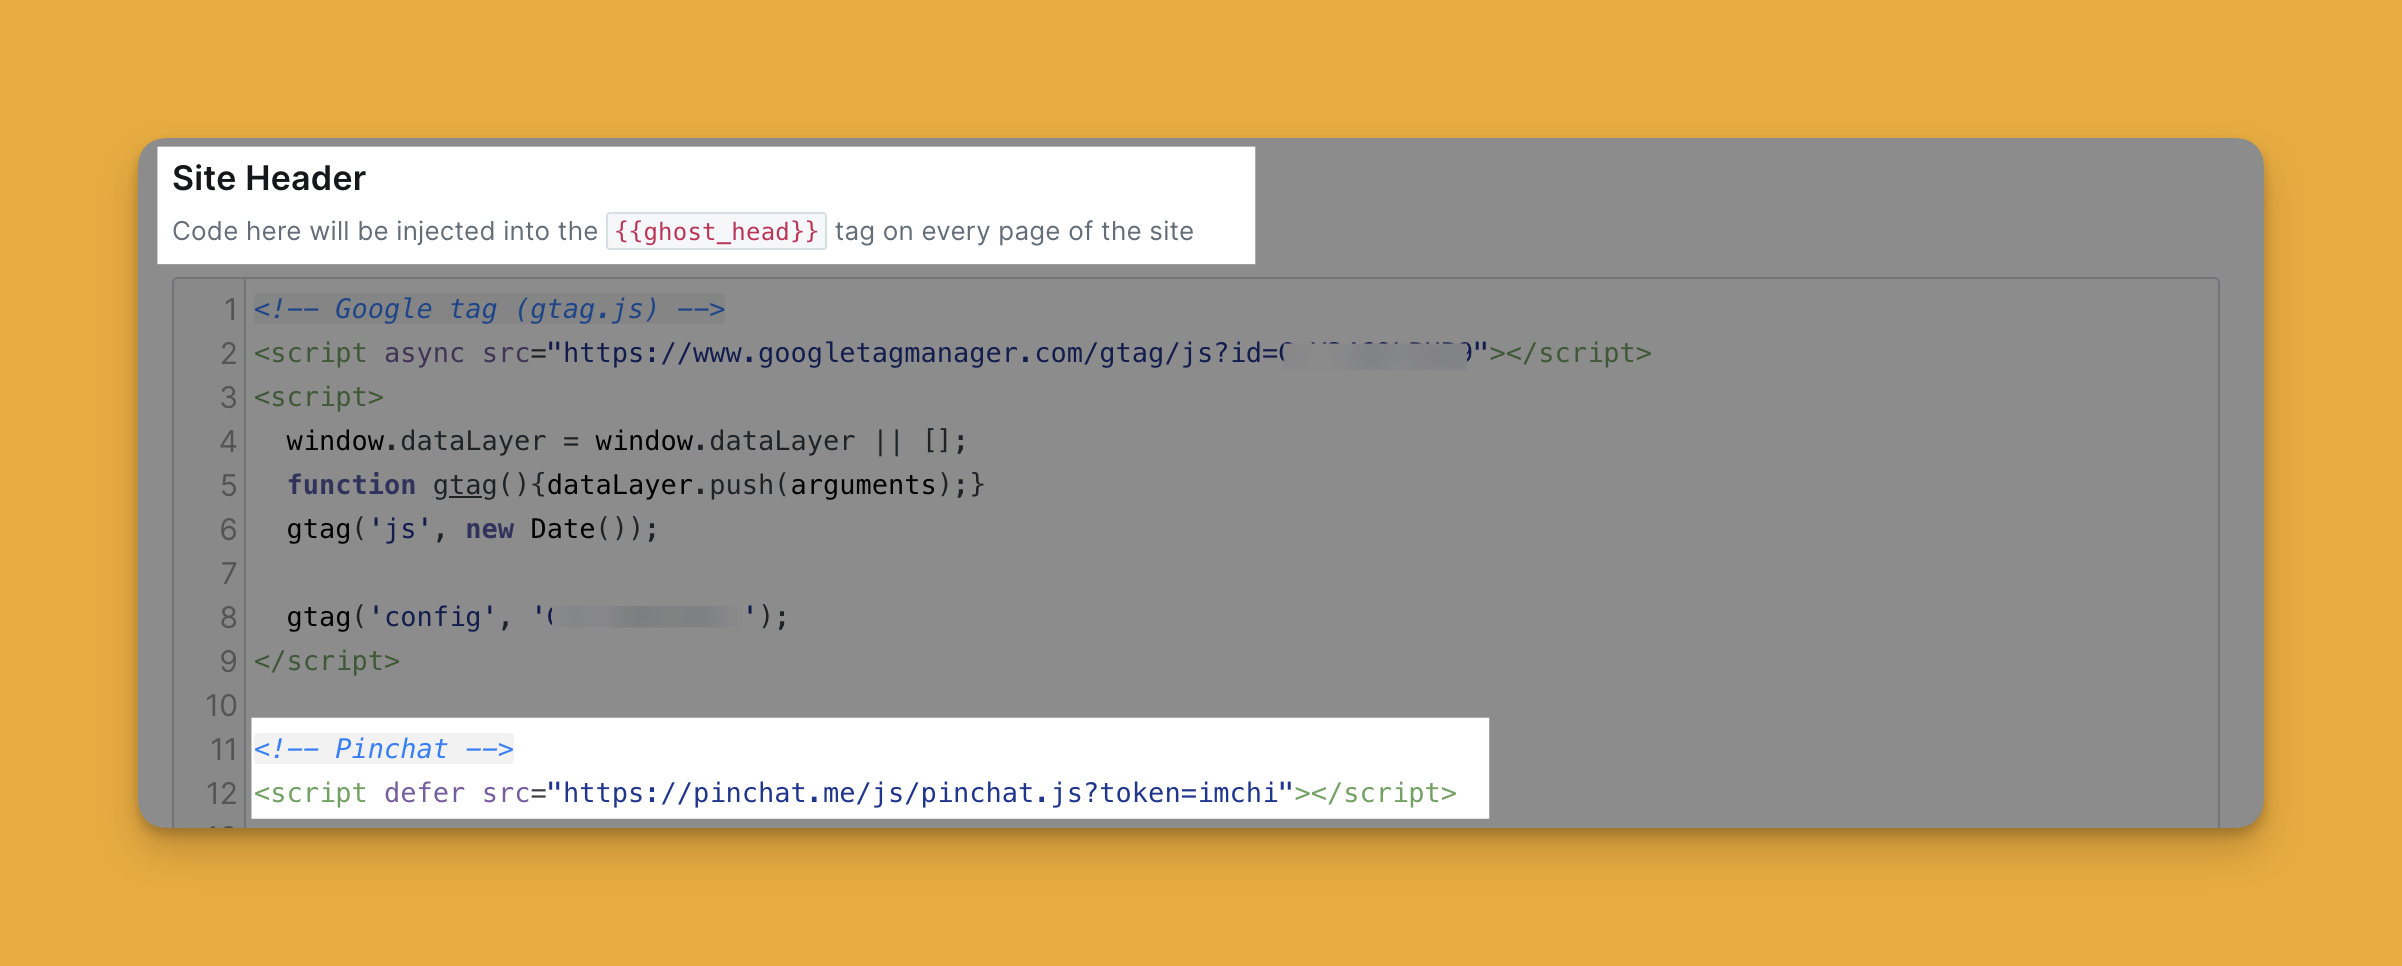 Site Header
Code here will be injected into the {{ghost_head}} tag on every page of the site
1 <!-- Google tag (gtag.js) -->
2 <script async src="https://www.googletagmanager.com/gtag/js?id="></script>
3 <script>
4 window.dataLayer = window.dataLayer || [];
5 function gtag(){dataLayer.push(arguments);}
6 gtag('js', new Date());
7
8 gtag('config', '');
9 </script>
10
11 <!-- Pinchat -->
12 <script defer src="https://pinchat.me/js/pinchat.js?token=imchi"></script>